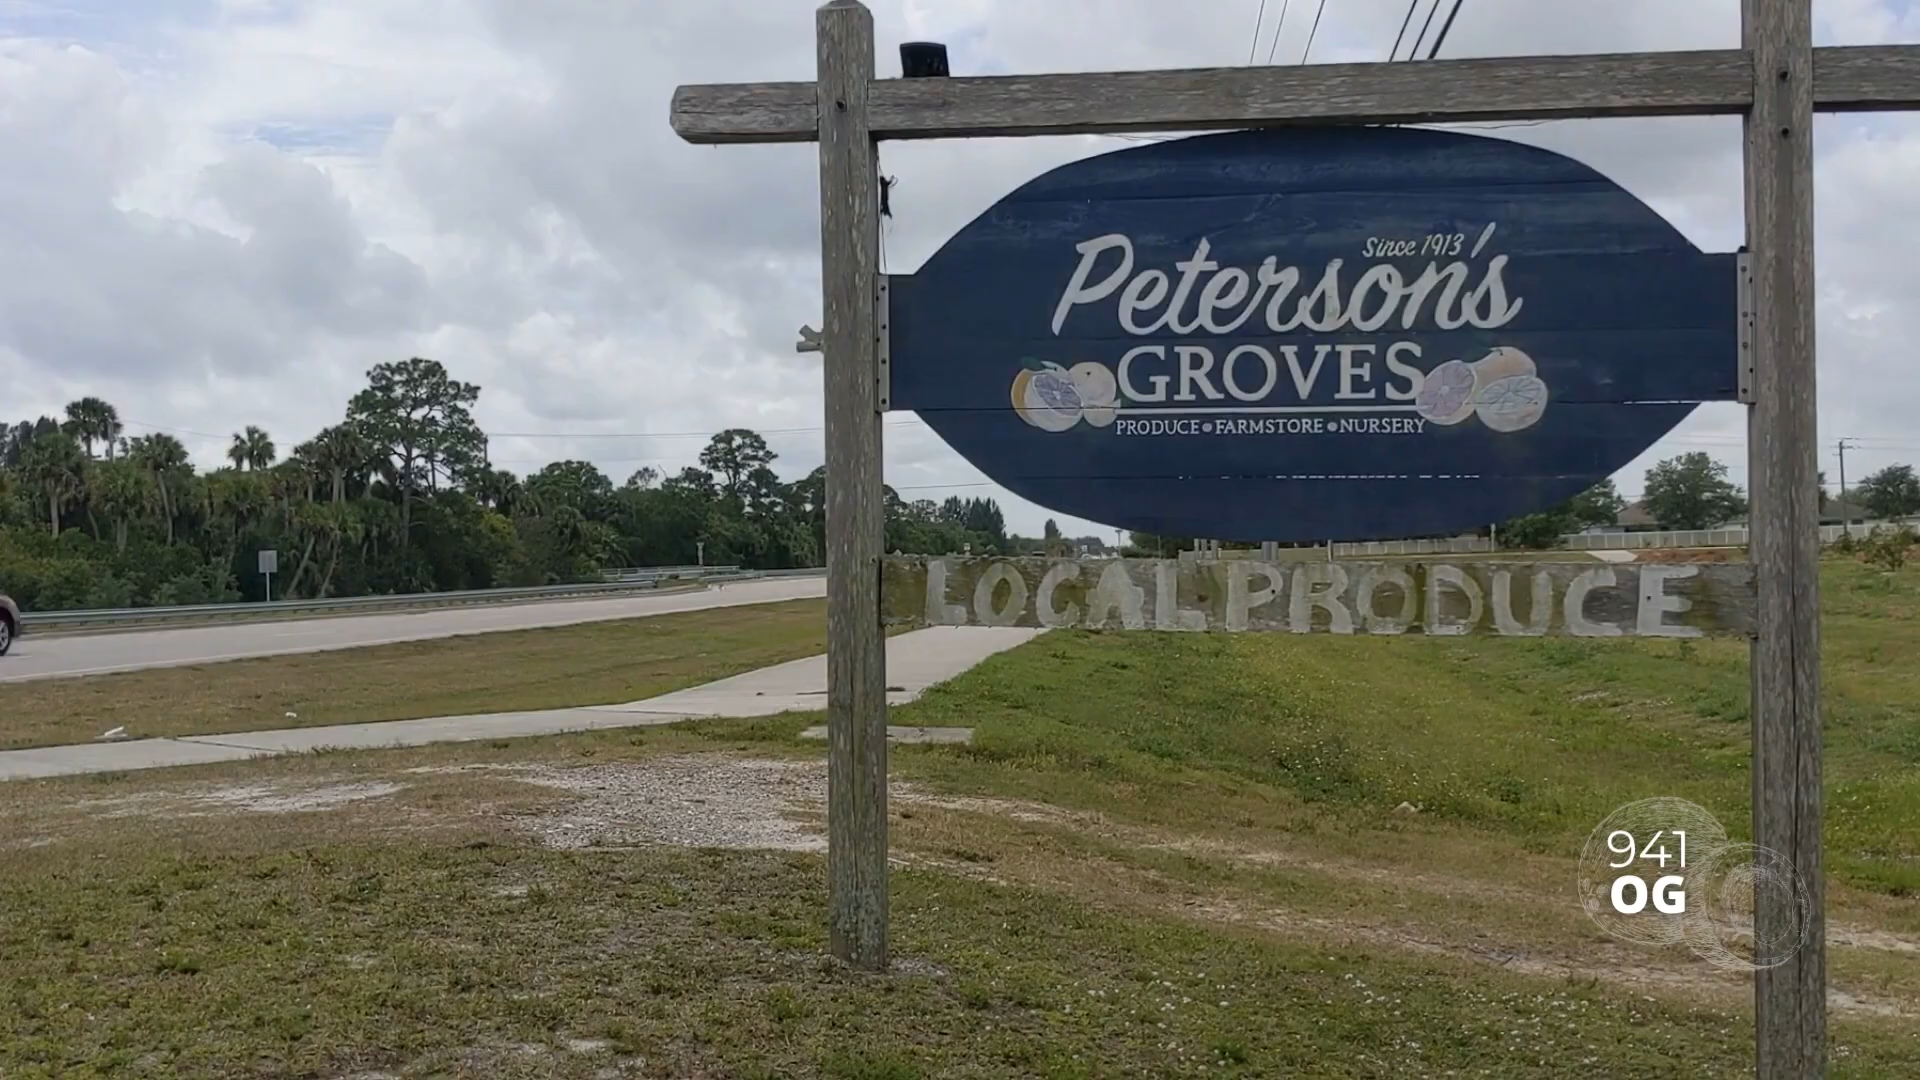 Since 1913
Peterson's
GROVES
PRODUCE • FARMSTORE • NURSERY
LOCAL PRODUCE
941
OG